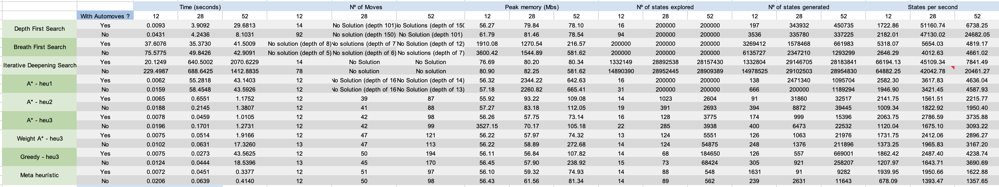 Time (seconds) Nº of Moves Peak memory (Mbs) Nº of states explored Nº of states generated States per second
With Automoves ? 12 28 52 12 28 52 12 28 52 12 28 52 12 28 52 12 28 52
Depth First Search
Yes 0.0093 3.9092 29.6813 14 No Solution (depth 101) lo Solutions (depth of 150 56.27 79.84 78.10 16 200000 200000 197 343932 450735 1722.86 51160.74 6738.25
No 0.0431 4.2436 8.1031 92 No solution (depth 150) No Solution (depth 101) 61.79 81.46 78.54 94 200000 200000 3536 335780 337225 2182.01 47130.02 24682.05
Breath First Search
Yes 37.6076 35.3730 41.5009 No solution (depth of 8) No solutions (depth of 7 No Solution (depth of 12) 1910.08 1270.54 216.57 200000 200000 200000 3269412 1578468 661983 5318.07 5654.03 4819.17
No 75.5775 49.8426 42.9091 No solution (depth of 5) No solution (depth of 6) No solutions (depth of 7) 3600.42 1544.89 581.62 200000 200000 200000 6135727 2347210 1293299 2646.29 4012.63 4661.02
Iterative Deepening Search
Yes 20.1249 640.5002 2070.6229 14 No Solution No Solution 76.69 80.20 80.34 1332149 28892538 28157430 1332804 29146705 28183841 66194.13 45109.34 7841.49
No 229.4987 688.6425 1412.8835 78 No solution No solution 80.90 82.25 581.62 14890390 28952445 28909389 14978525 29102503 28954830 64882.25 42042.78 20461.27
A* - heu1
Yes 0.0062 55.2818 43.1403 12 No Solution (depth of 16 No Solution (depth of 14) 56.32 2344.22 642.63 16 200000 200000 138 2471340 1095704 2582.30 3617.83 4636.04
No 0.0159 58.4548 43.5926 12 No Solution (depth of 16 No Solution (depth of 13) 57.18 2260.82 665.41 31 200000 200000 666 200000 1189294 1946.90 3421.45 4587.93
A* - heu2
Yes 0.0065 0.6551 1.1752 12 39 87 55.92 93.22 109.08 14 1023 2604 91 31860 32517 2141.75 1561.51 2215.77
No 0.0188 0.2145 1.3807 12 41 88 57.27 83.18 112.05 19 391 2693 394 8872 39445 1009.34 1822.92 1950.40
A* - heu3
Yes 0.0078 0.0459 1.0105 12 42 98 56.26 57.75 73.14 16 128 3775 174 999 15396 2063.75 2786.59 3735.88
No 0.0196 0.1701 1.2731 12 42 99 3527.15 70.17 105.18 22 285 3938 400 6473 22532 1120.04 1675.10 3093.22
Weight A* - heu3
Yes 0.0075 0.0514 1.9166 12 47 121 56.22 57.97 74.32 13 124 5551 126 1063 21976 1731.75 2412.06 2896.27
No 0.0102 0.0631 17.3260 13 47 113 56.22 58.89 272.68 14 124 54875 248 1376 211896 1373.25 1965.83 3167.20
Greedy - heu3
Yes 0.0075 0.0273 43.5625 12 50 194 56.11 56.84 107.82 14 68 184650 126 557 669001 1862.42 2487.40 4238.74
No 0.0124 0.0444 18.5396 13 45 170 56.45 57.90 238.92 15 73 68424 305 921 258207 1207.97 1643.71 3690.69
Meta heurístic
Yes 0.0072 0.0451 0.3377 12 51 97 56.10 59.32 74.93 14 88 548 1631 91 9282 1939.95 1950.66 1622.88
No 0.0206 0.0639 0.4140 12 50 98 56.43 61.56 81.34 14 89 562 239 2631 11643 678.09 1393.47 1357.65